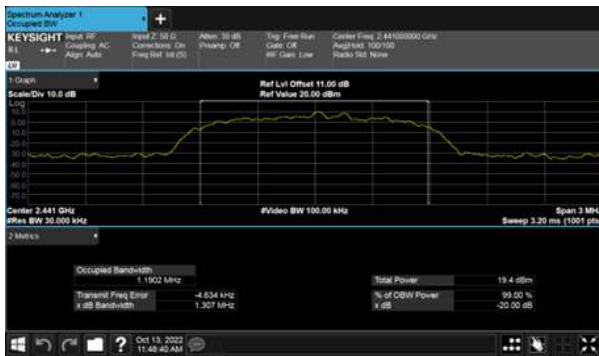 Spectrum Analyzer 1
Occupied BW
+
KEYSIGHT Input: RF
Coupling: AC
Align: Auto
Input Z: 50 Ω
Corrections: On
Freq Ref: Int (S)
Atten: 30 dB
Preamp: Off
Trig: Free Run
Gate: Off
#IF Gain: Low
Center Freq: 2.441000000 GHz
Avg|Hold: 100/100
Radio Std: None
1 Graph
Scale/Div 10.0 dB
Ref Lvl Offset 11.00 dB
Ref Value 20.00 dBm
Log
Center 2.441 GHz
#Video BW 100.00 kHz
Span 3 MHz
#Res BW 30.000 kHz
Sweep 3.20 ms (1001 pts
2 Metrics
Occupied Bandwidth
1.1902 MHz
Total Power 19.4 dBm
Transmit Freq Error -4.634 kHz
% of OBW Power 99.00 %
x dB Bandwidth 1.307 MHz
x dB -20.00 dB
?
Oct 13, 2022
11:48:40 AM